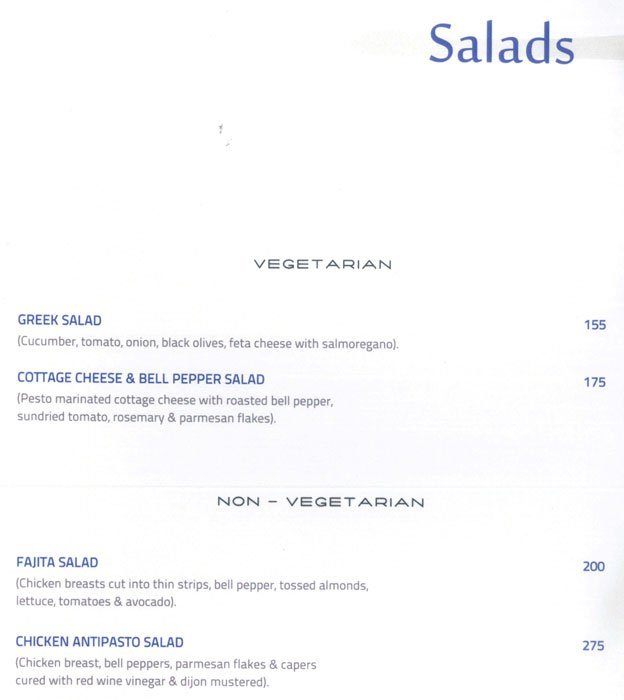 Salads
VEGETARIAN
GREEK SALAD
155
(Cucumber, tomato, onion, black olives, feta cheese with salmoregano).
COTTAGE CHEESE & BELL PEPPER SALAD
175
(Pesto marinated cottage cheese with roasted bell pepper,
sundried tomato, rosemary & parmesan flakes).
NON – VEGETARIAN
FAJITA SALAD
200
(Chicken breasts cut into thin strips, bell pepper, tossed almonds,
lettuce, tomatoes & avocado).
CHICKEN ANTIPASTO SALAD
275
(Chicken breast, bell peppers, parmesan flakes & capers
cured with red wine vinegar & dijon mustered).